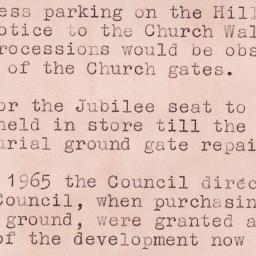 ess parking on the Hill
otice to the Church Wal
rocessions would be obs
of the Church gates.
or the Jubilee seat to
held in store till the
urial ground gate repai
1965 the Council direc
Council, when purchasin
ground, were granted a
of the development now